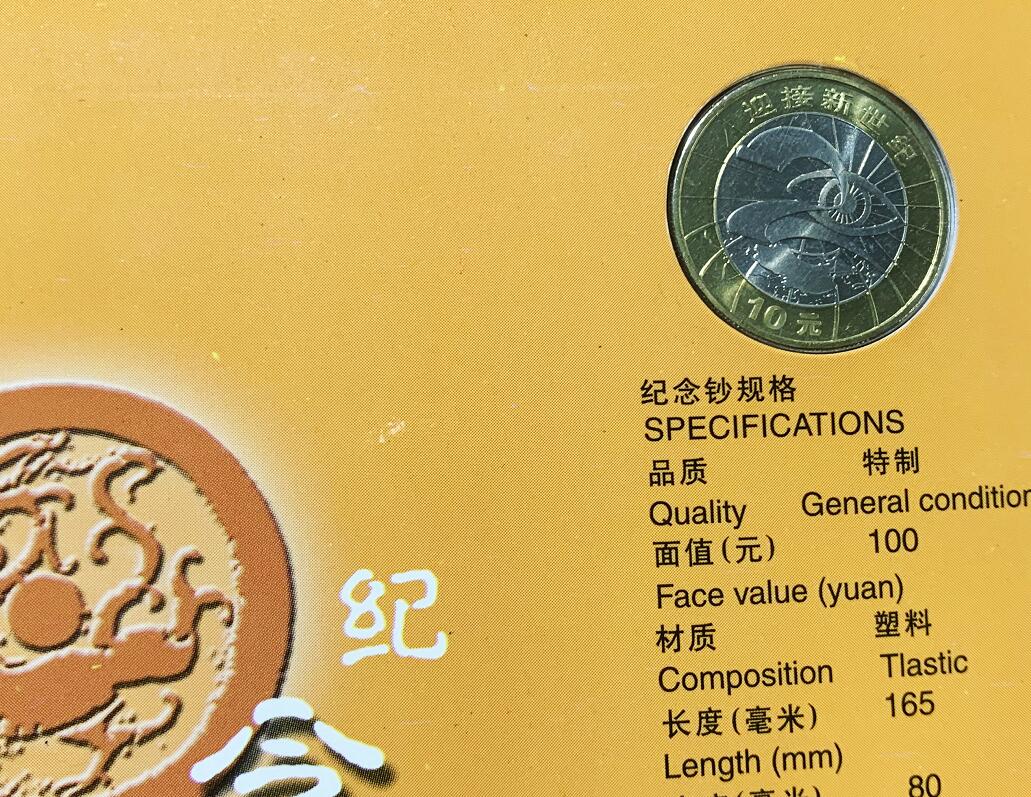 迎接新世纪
10元
纪念钞规格
SPECIFICATIONS
品质 特制
Quality General condition
面值(元) 100
Face value (yuan)
材质 塑料
Composition Tlastic
长度(毫米) 165
Length (mm)
80
纪
念